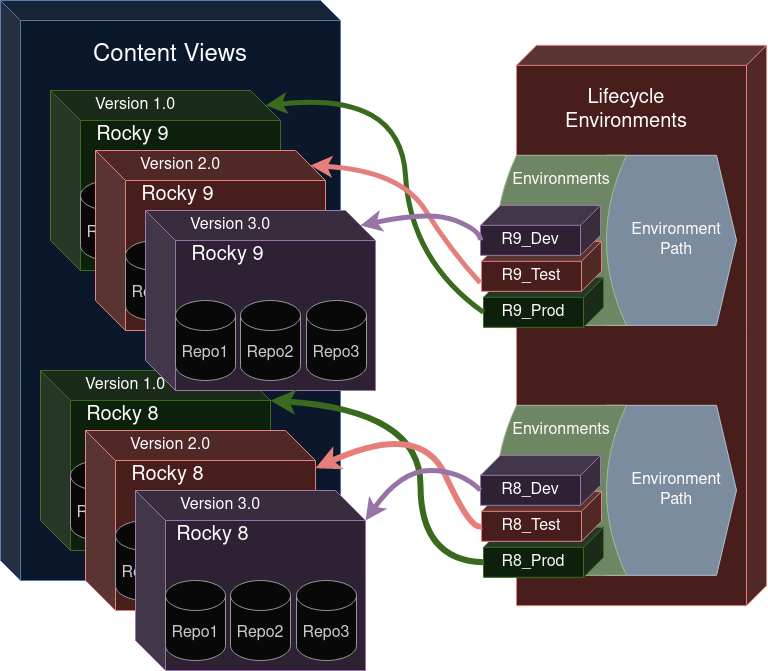 Content Views
Version 1.0
Rocky 9
Version 2.0
Rocky 9
Version 3.0
Rocky 9
Repo1
Repo2
Repo3
Version 1.0
Rocky 8
Version 2.0
Rocky 8
Version 3.0
Rocky 8
Repo1
Repo2
Repo3
Lifecycle
Environments
Environments
R9_Dev
R9_Test
R9_Prod
Environment
Path
Environments
R8_Dev
R8_Test
R8_Prod
Environment
Path